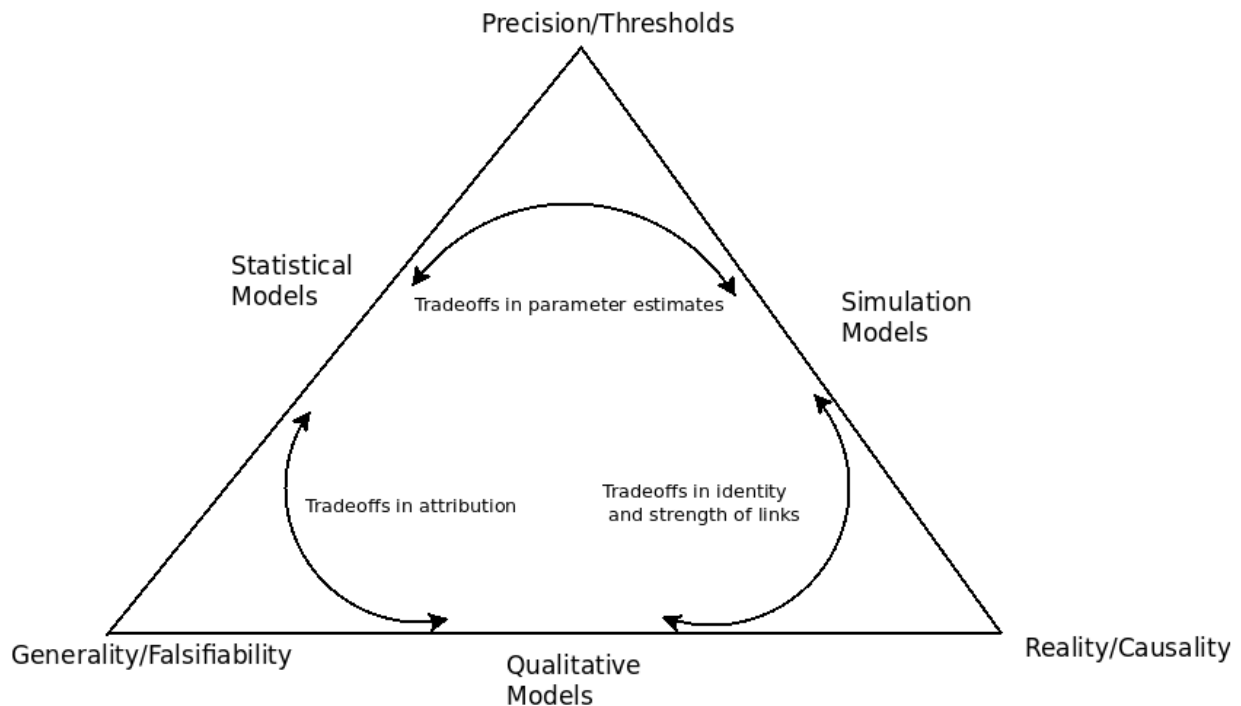 Precision/Thresholds
Statistical
Models
Tradeoffs in parameter estimates
Simulation
Models
Tradeoffs in attribution
Tradeoffs in identity
and strength of links
Generality/Falsifiability
Qualitative
Models
Reality/Causality